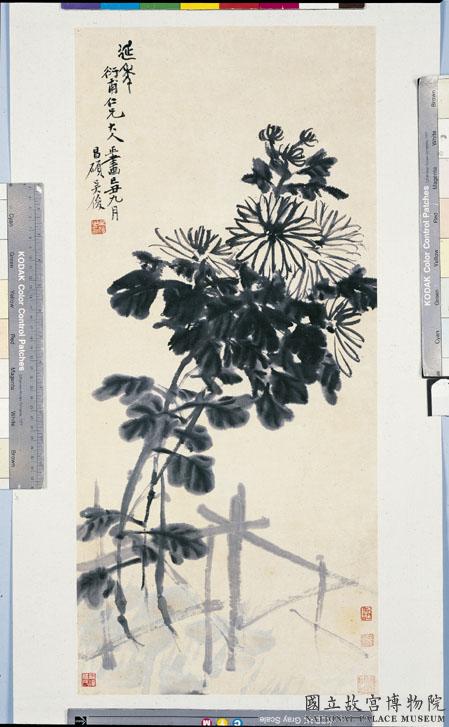 延年
衍甫仁兄大人正畫己丑九月
昌碩吳俊
KODAK Color Control Patches
Cyan
Green
Yellow
Red
Magenta
White
Brown
KODAK Color Control Patches
Brown
White
Magenta
Red
Yellow
Green
Cyan
Gray Scale
國立故宮博物院
NATIONAL PALACE MUSEUM